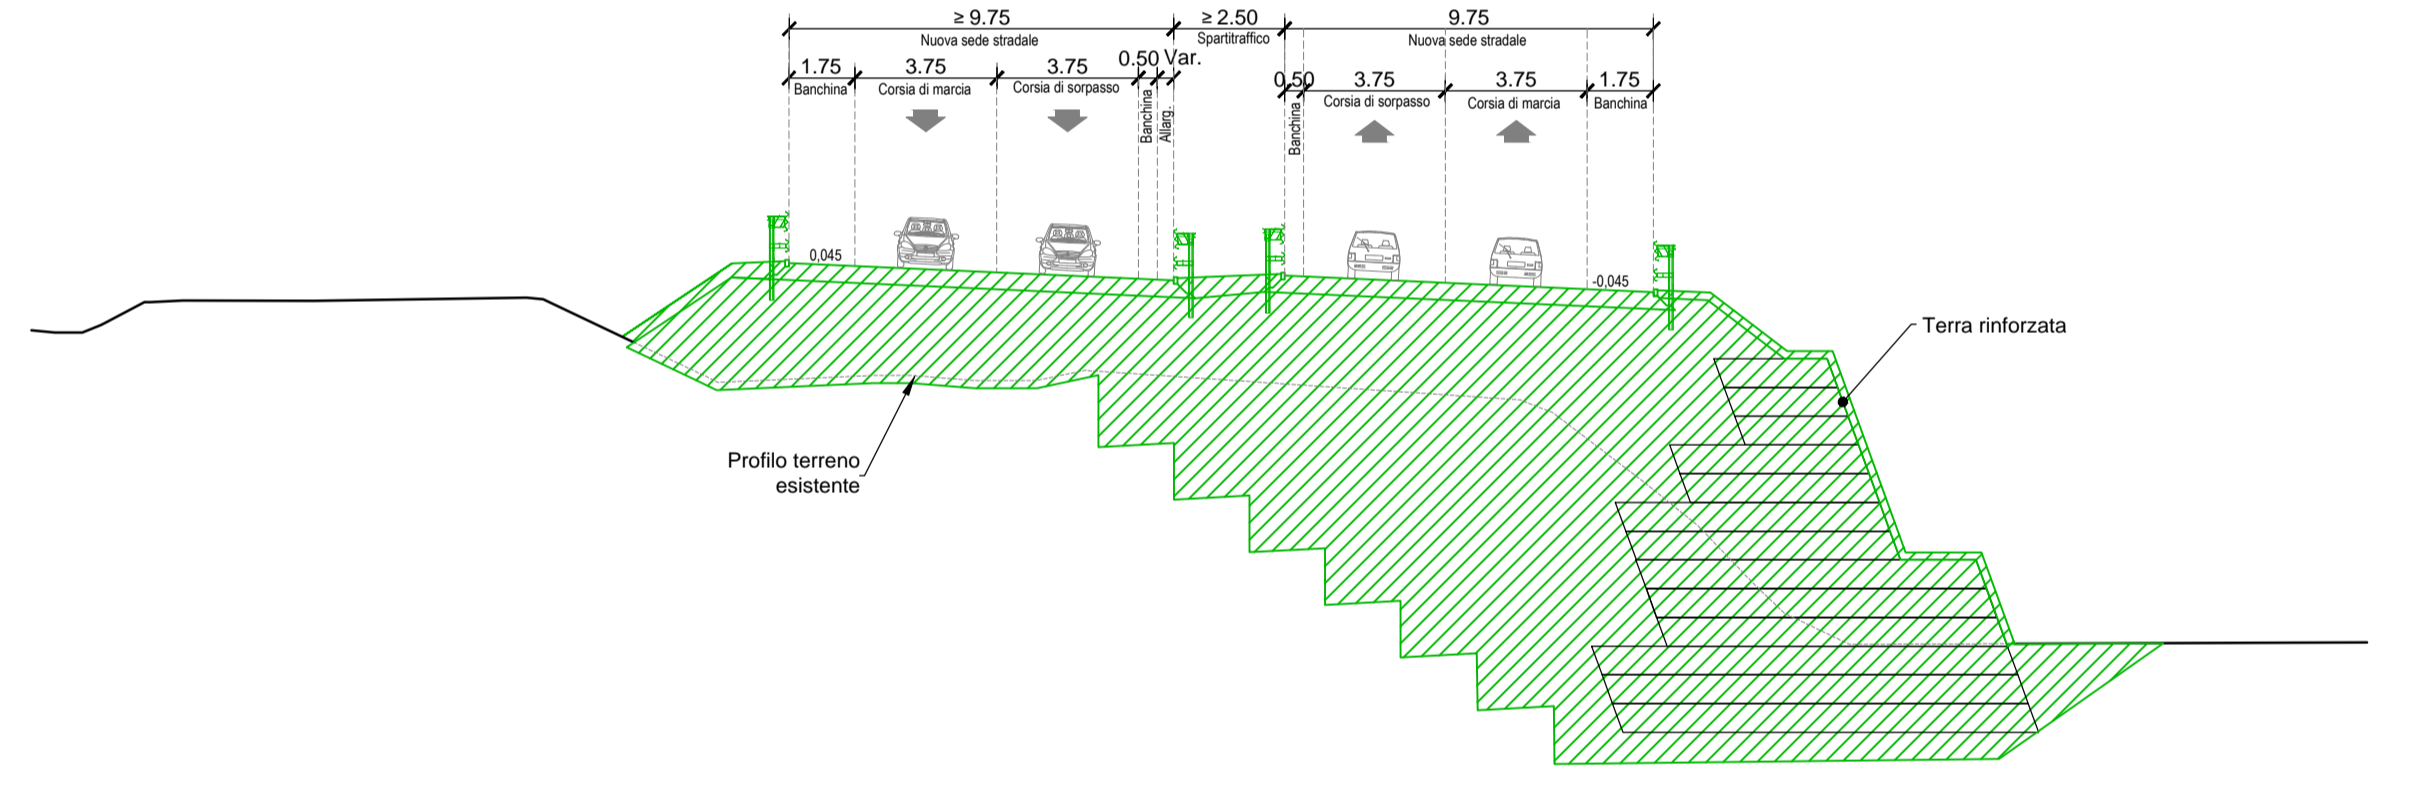 ≥ 9.75
≥ 2.50
9.75
Nuova sede stradale
Spartitraffico
Nuova sede stradale
1.75
3.75
3.75
0.50
Var.
Banchina
Corsia di marcia
Corsia di sorpasso
Banchina
Allarg.
0.50
3.75
3.75
1.75
Banchina
Corsia di sorpasso
Corsia di marcia
Banchina
0,045
-0,045
Terra rinforzata
Profilo terreno
esistente